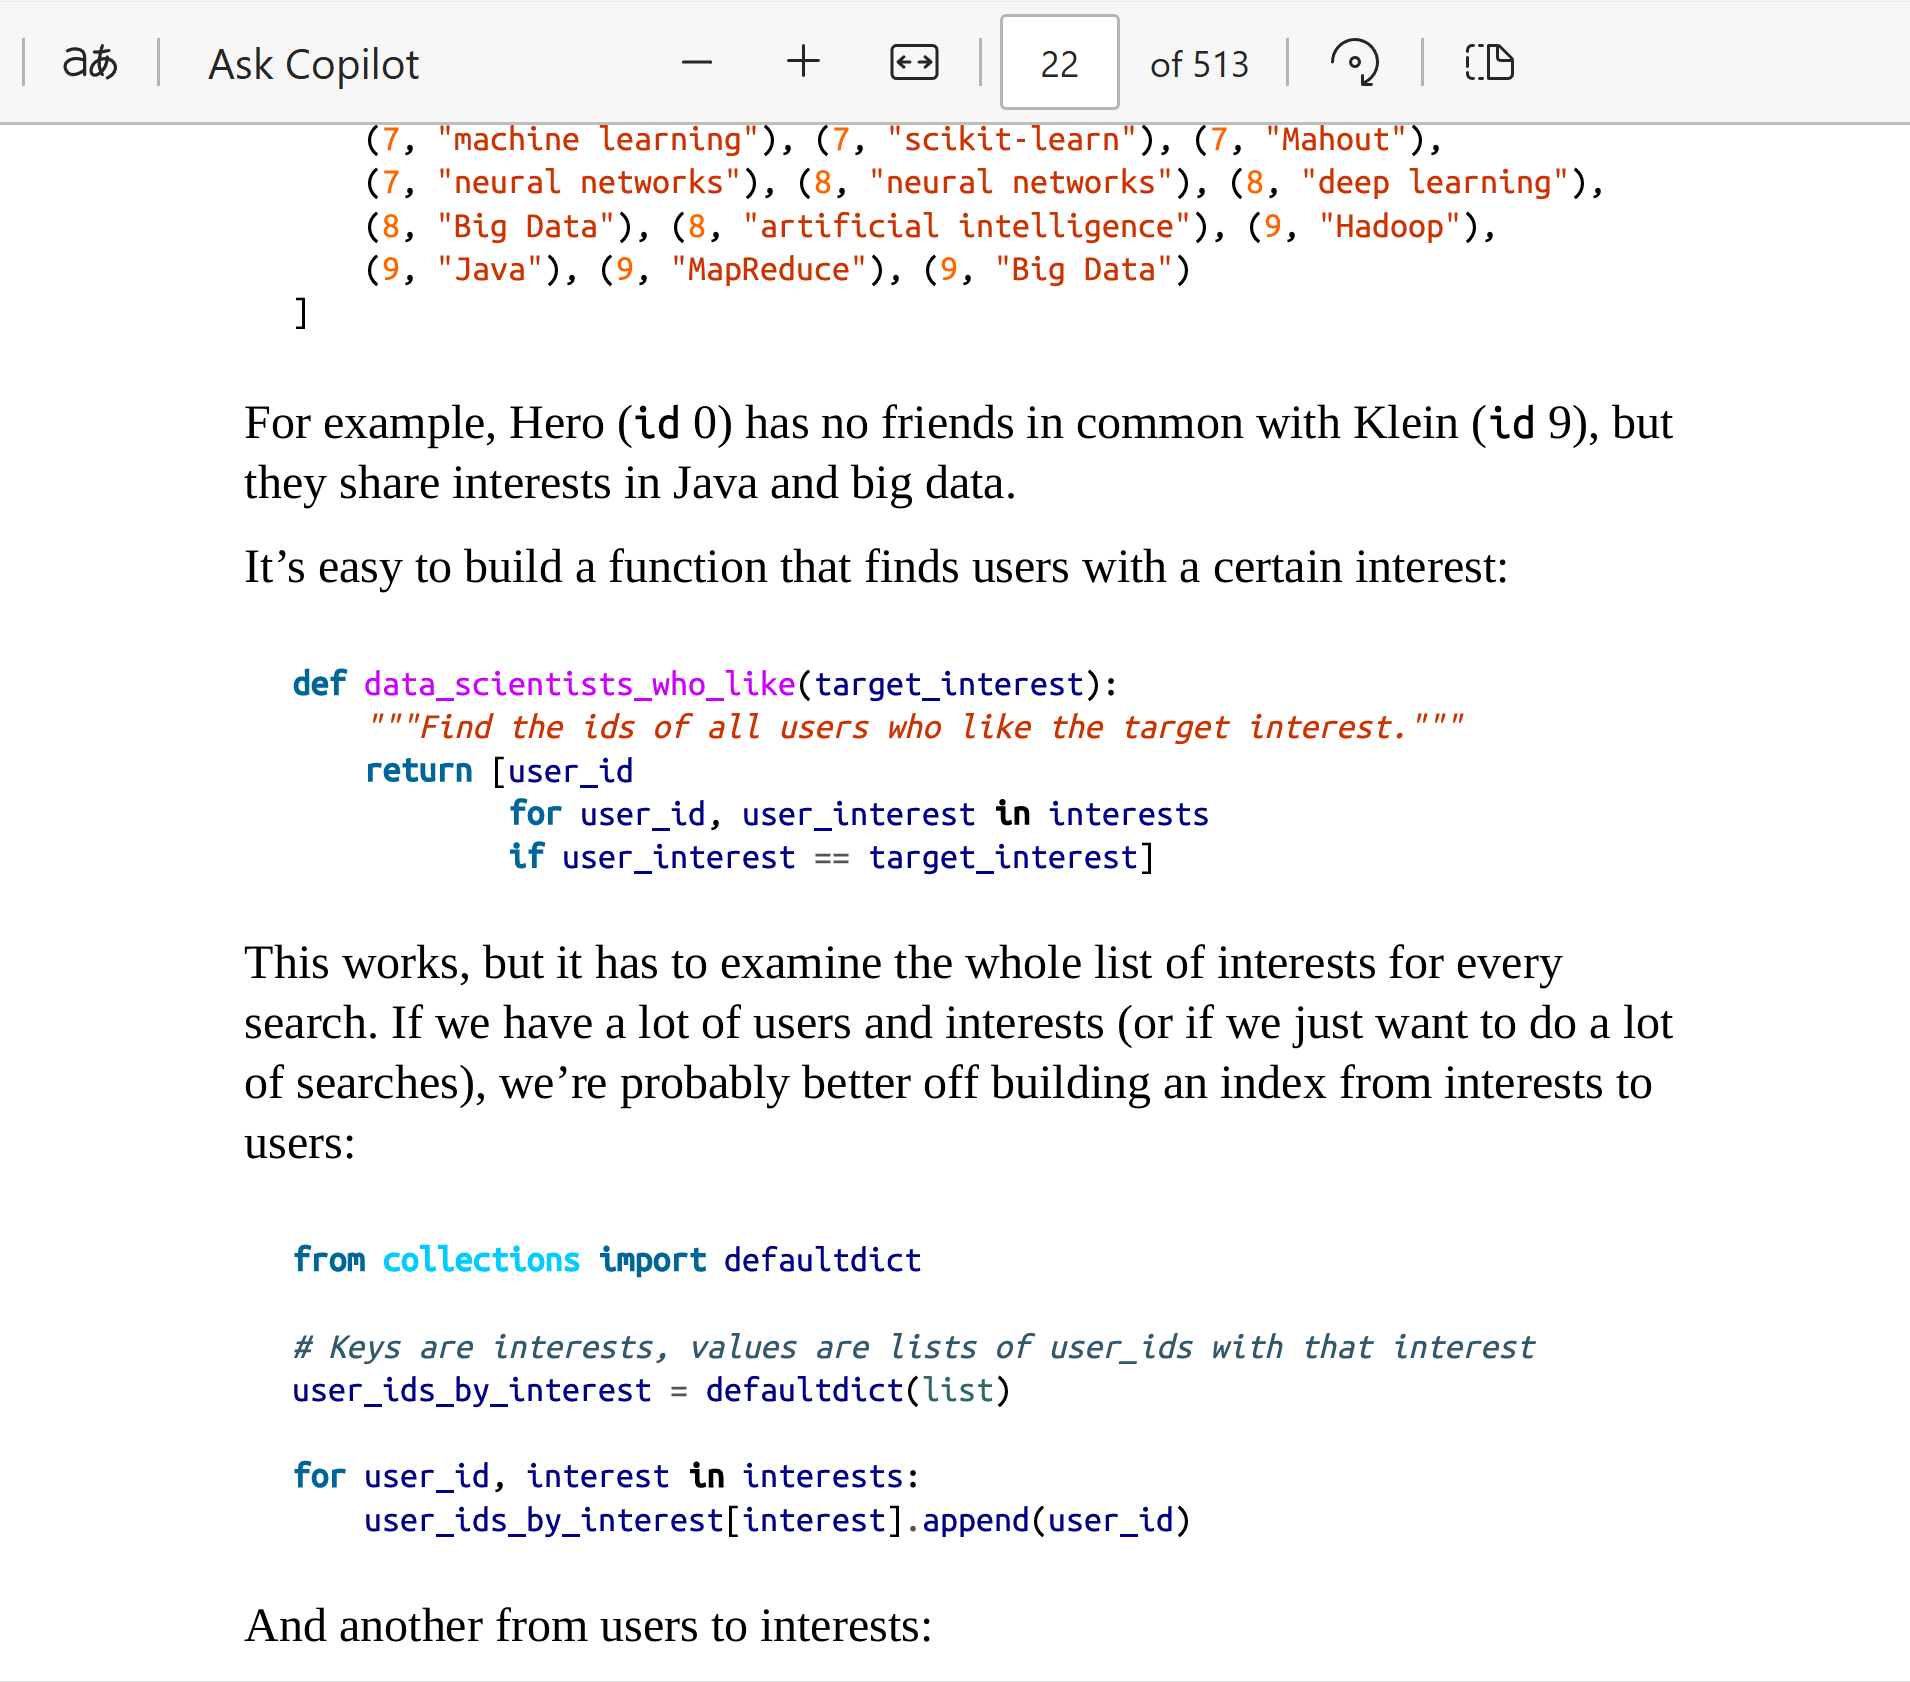 aあ Ask Copilot 22 of 513
(7, "machine learning"), (7, "scikit-learn"), (7, "Mahout"),
(7, "neural networks"), (8, "neural networks"), (8, "deep learning"),
(8, "Big Data"), (8, "artificial intelligence"), (9, "Hadoop"),
(9, "Java"), (9, "MapReduce"), (9, "Big Data")
]
For example, Hero (id 0) has no friends in common with Klein (id 9), but
they share interests in Java and big data.
It’s easy to build a function that finds users with a certain interest:
def data_scientists_who_like(target_interest):
"""Find the ids of all users who like the target interest."""
return [user_id
for user_id, user_interest in interests
if user_interest == target_interest]
This works, but it has to examine the whole list of interests for every
search. If we have a lot of users and interests (or if we just want to do a lot
of searches), we’re probably better off building an index from interests to
users:
from collections import defaultdict
# Keys are interests, values are lists of user_ids with that interest
user_ids_by_interest = defaultdict(list)
for user_id, interest in interests:
user_ids_by_interest[interest].append(user_id)
And another from users to interests: